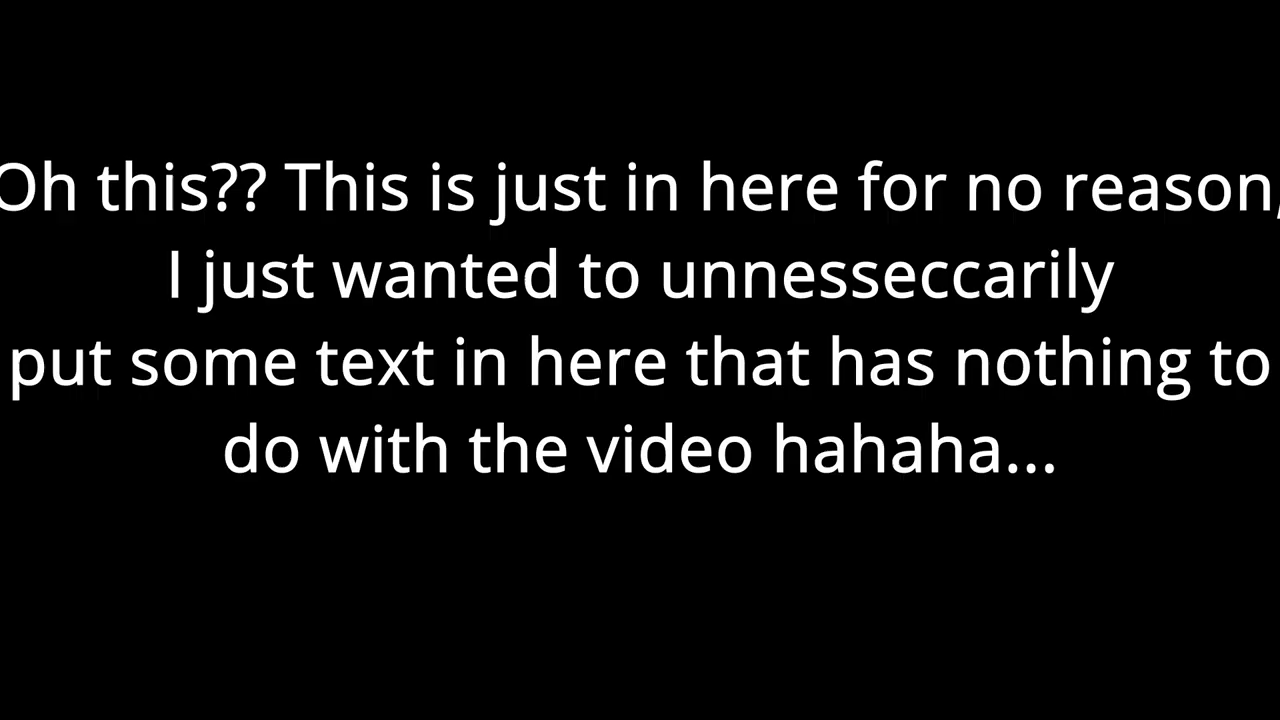 Oh this?? This is just in here for no reason,
I just wanted to unnesseccarily
put some text in here that has nothing to
do with the video hahaha...